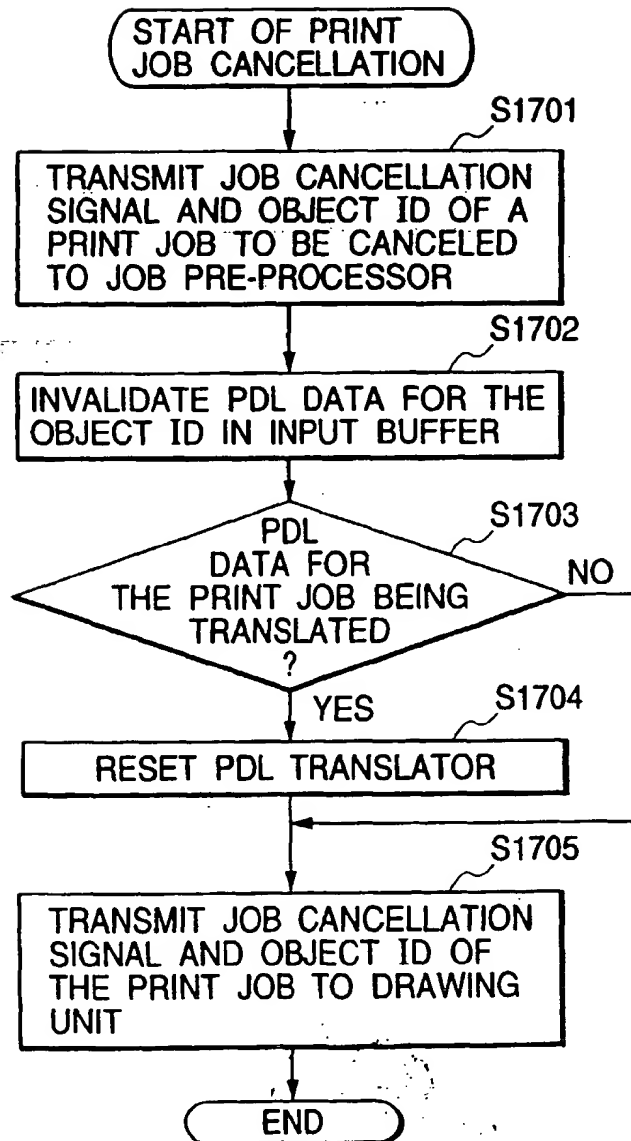 START OF PRINT
JOB CANCELLATION
S1701
TRANSMIT JOB CANCELLATION
SIGNAL AND OBJECT ID OF A
PRINT JOB TO BE CANCELED
TO JOB PRE-PROCESSOR
S1702
INVALIDATE PDL DATA FOR THE
OBJECT ID IN INPUT BUFFER
S1703
PDL
DATA FOR
THE PRINT JOB BEING
TRANSLATED
?
NO
YES
S1704
RESET PDL TRANSLATOR
S1705
TRANSMIT JOB CANCELLATION
SIGNAL AND OBJECT ID OF
THE PRINT JOB TO DRAWING
UNIT
END